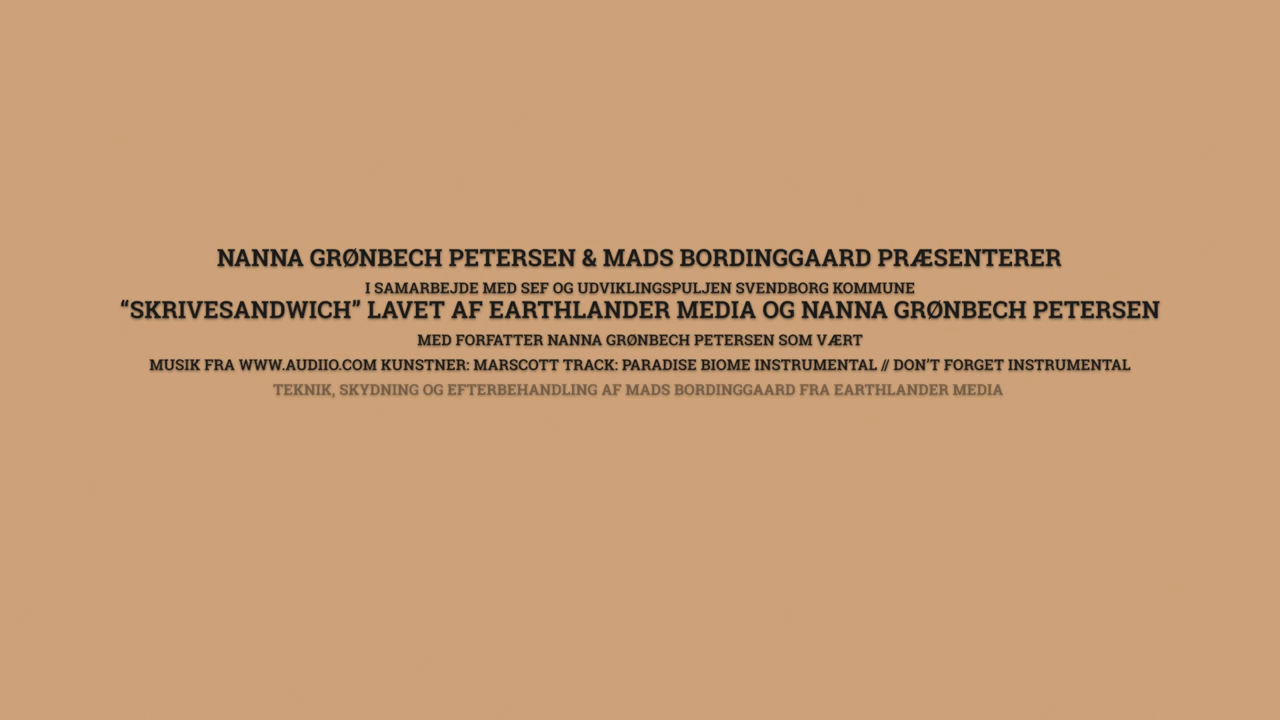 NANNA GRØNBECH PETERSEN & MADS BORDINGGAARD PRÆSENTERER
I SAMARBEJDE MED SEF OG UDVIKLINGSPULJEN SVENDBORG KOMMUNE
“SKRIVESANDWICH” LAVET AF EARTHLANDER MEDIA OG NANNA GRØNBECH PETERSEN
MED FORFATTER NANNA GRØNBECH PETERSEN SOM VÆRT
MUSIK FRA WWW.AUDIIO.COM KUNSTNER: MARSCOTT TRACK: PARADISE BIOME INSTRUMENTAL // DON’T FORGET INSTRUMENTAL
TEKNIK, SKYDNING OG EFTERBEHANDLING AF MADS BORDINGGAARD FRA EARTHLANDER MEDIA